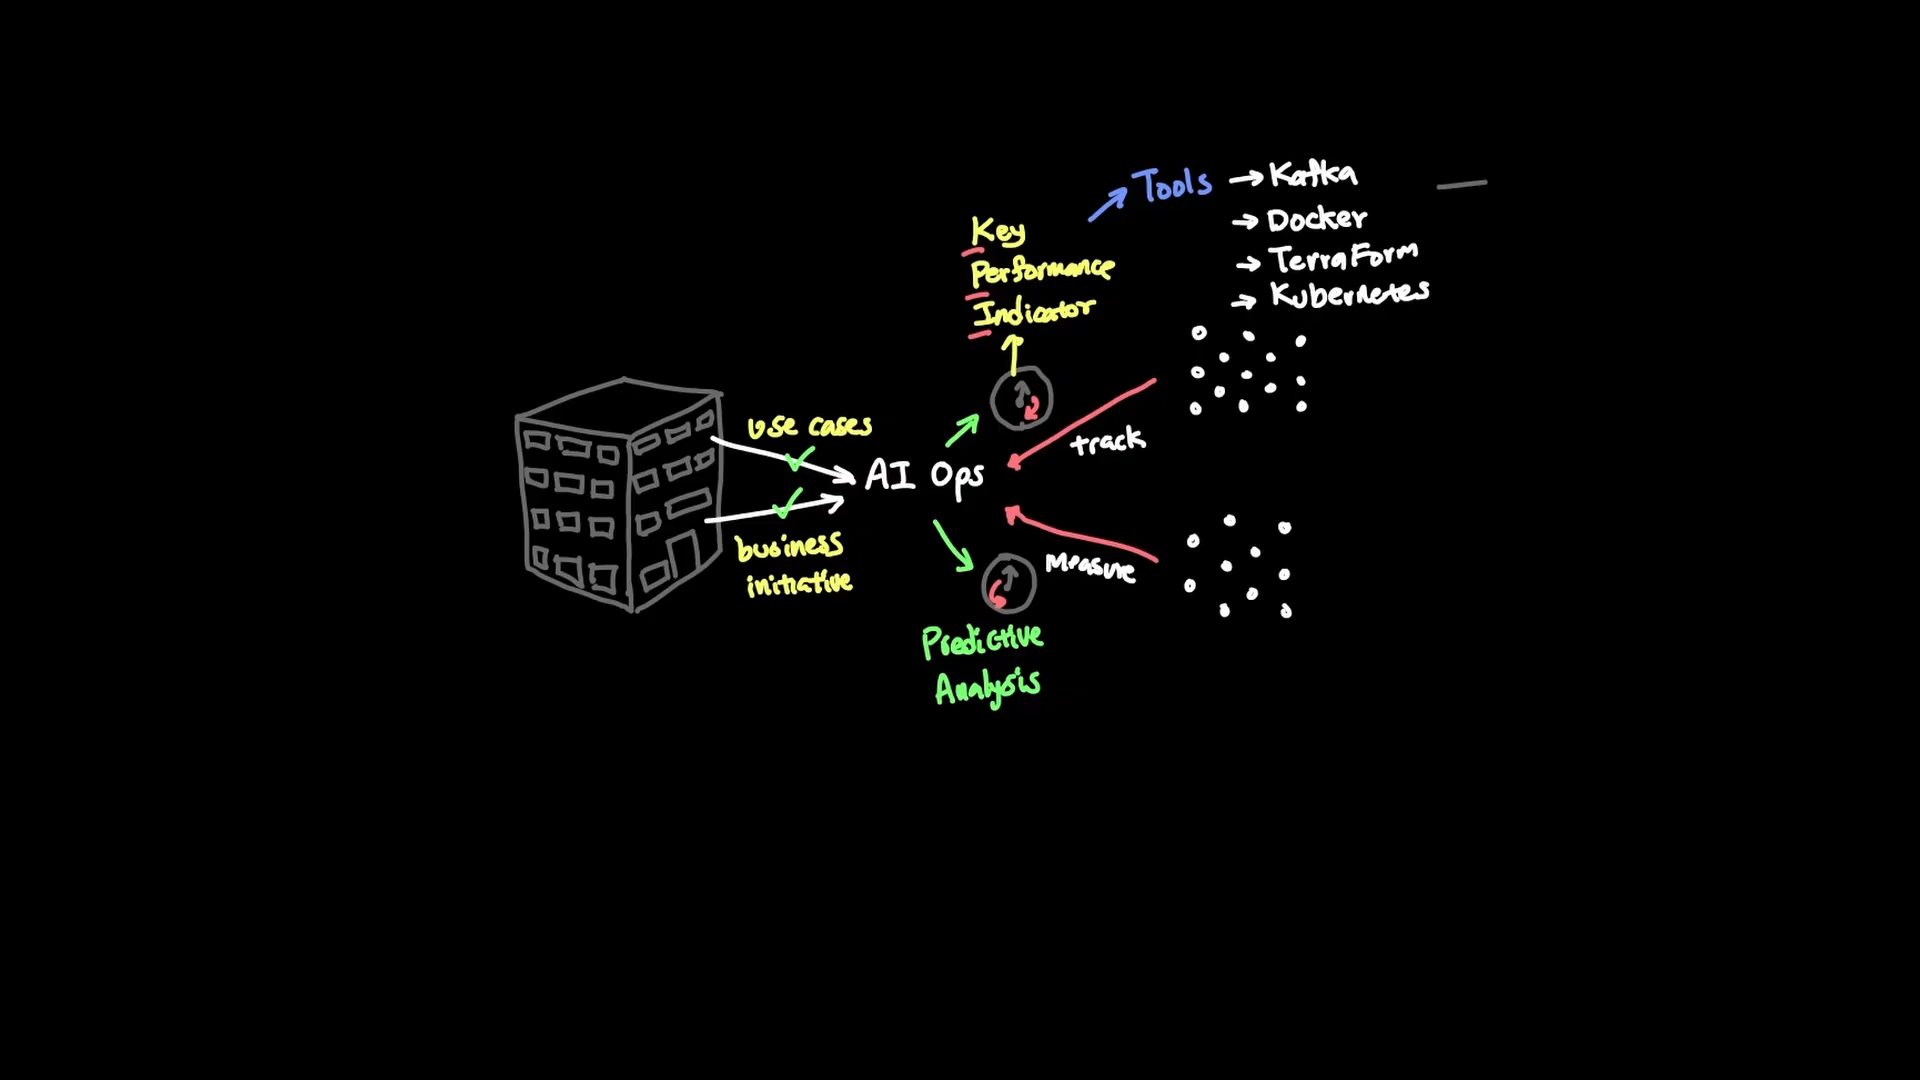 Tools → Kafka
→ Docker
→ TerraForm
→ Kubernetes
Key
Performance
Indicator
use cases
track
AI Ops
business
initiative
Measure
Predictive
Analysis